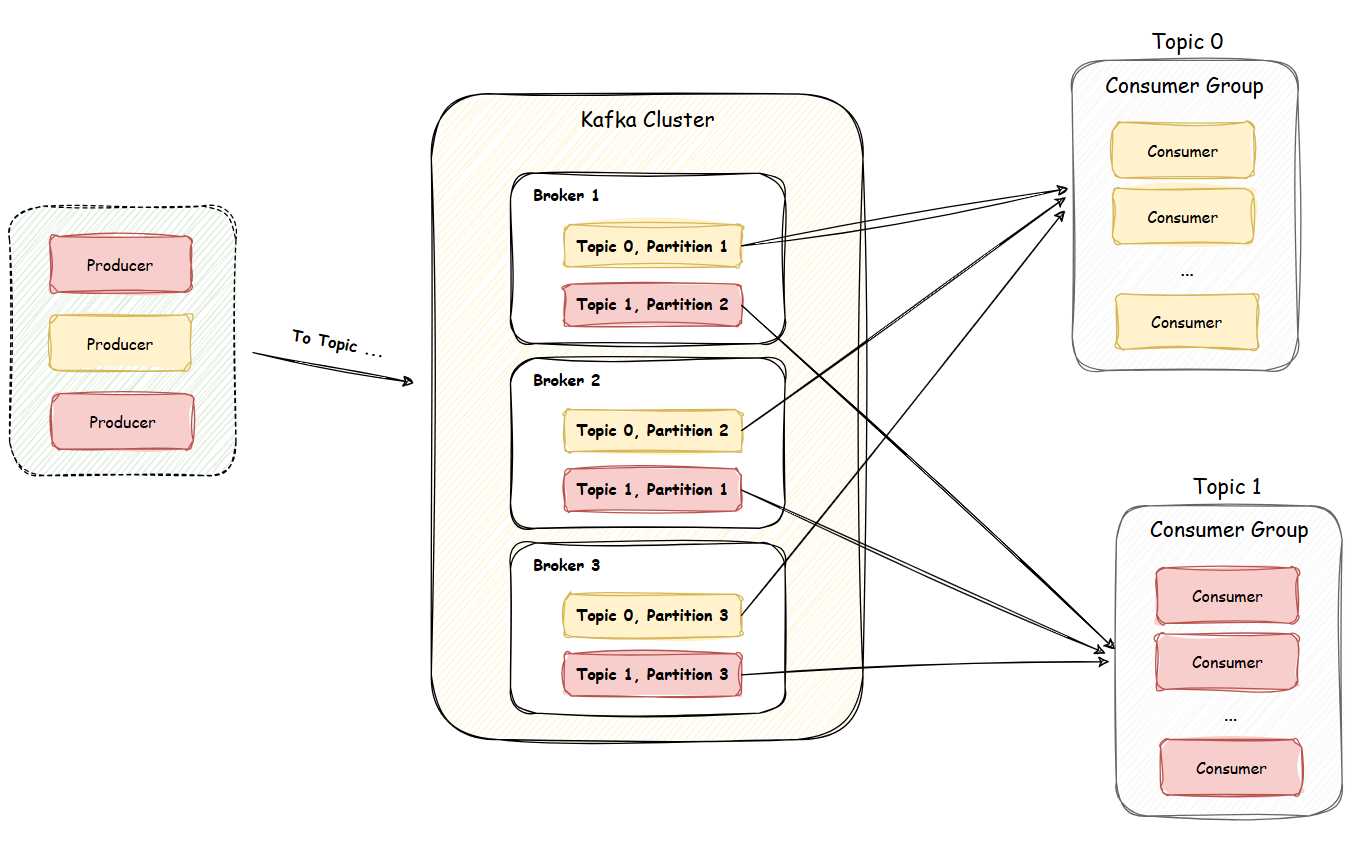 Producer
Producer
Producer
To Topic ...
Kafka Cluster
Broker 1
Topic 0, Partition 1
Topic 1, Partition 2
Broker 2
Topic 0, Partition 2
Topic 1, Partition 1
Broker 3
Topic 0, Partition 3
Topic 1, Partition 3
Topic 0
Consumer Group
Consumer
Consumer
...
Consumer
Topic 1
Consumer Group
Consumer
Consumer
...
Consumer